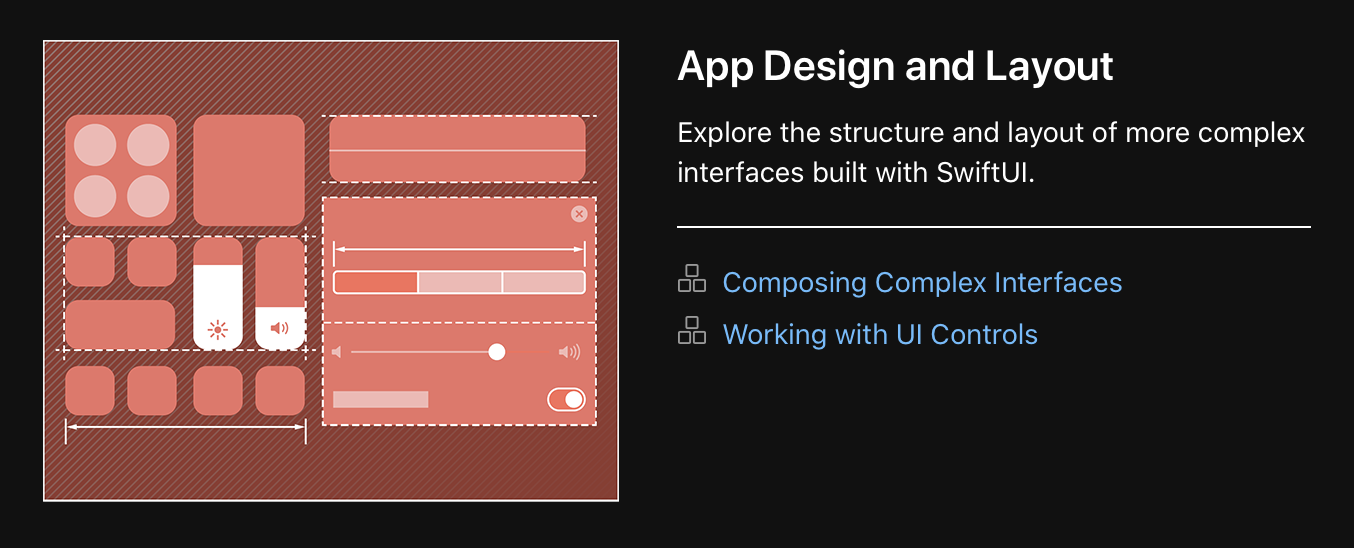 App Design and Layout
Explore the structure and layout of more complex
interfaces built with SwiftUI.
Composing Complex Interfaces
Working with UI Controls